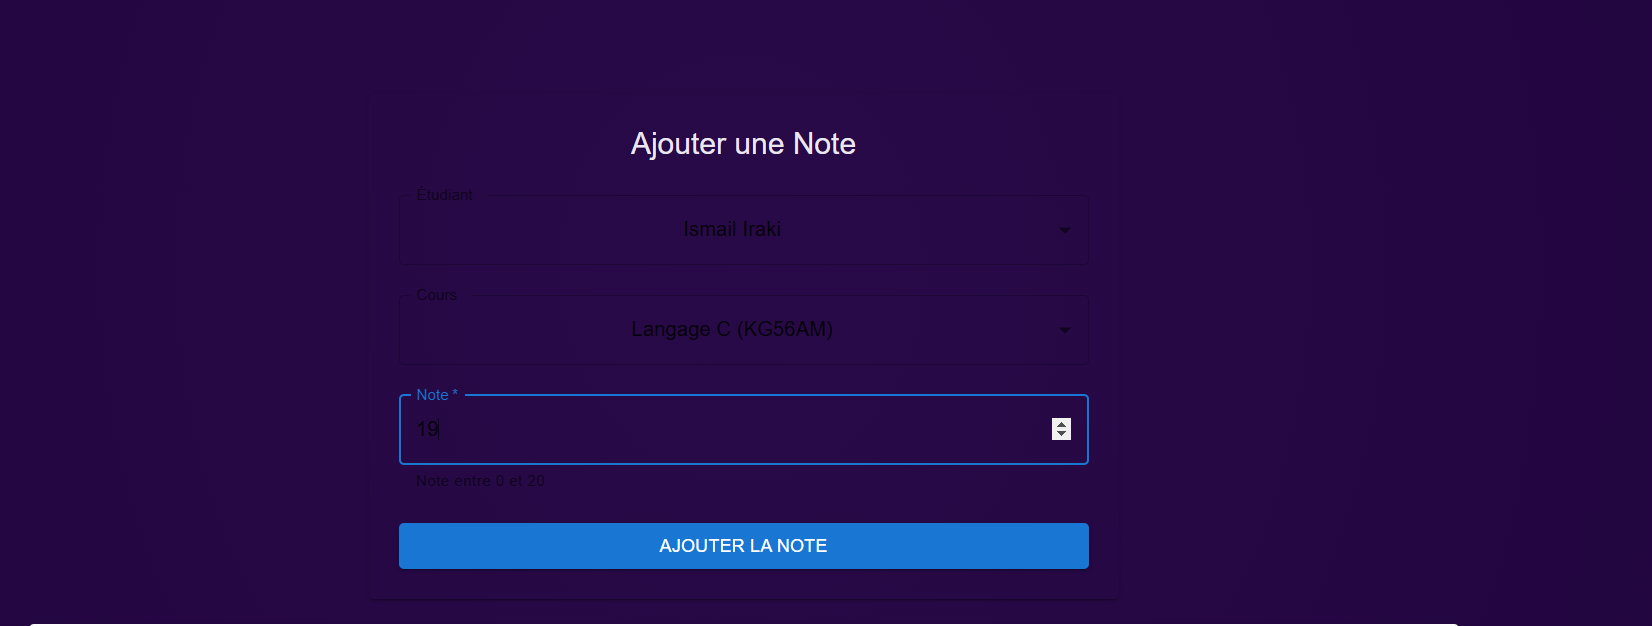 Ajouter une Note
Étudiant
Ismail Iraki
Cours
Langage C (KG56AM)
Note *
19
Note entre 0 et 20
AJOUTER LA NOTE